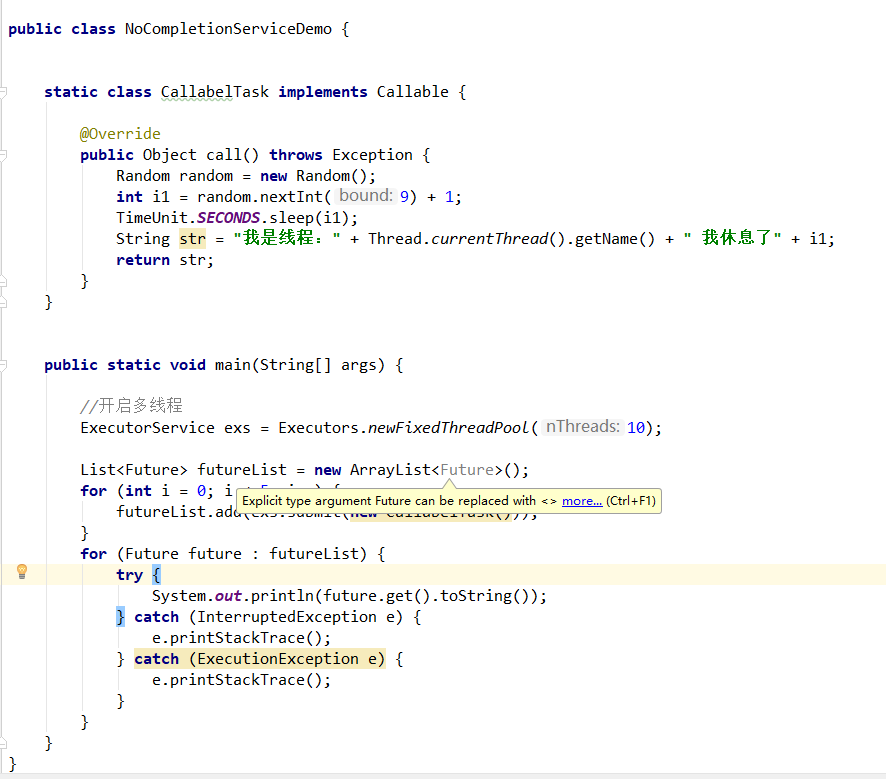 public class NoCompletionServiceDemo {
static class CallabelTask implements Callable {
@Override
public Object call() throws Exception {
Random random = new Random();
int i1 = random.nextInt( bound: 9) + 1;
TimeUnit.SECONDS.sleep(i1);
String str = "我是线程：" + Thread.currentThread().getName() + " 我休息了" + i1;
return str;
}
}
public static void main(String[] args) {
//开启多线程
ExecutorService exs = Executors.newFixedThreadPool( nThreads: 10);
List<Future> futureList = new ArrayList<Future>();
for (int i = 0; i
Explicit type argument Future can be replaced with <> more... (Ctrl+F1)
futureList.add(exs.submit(new CallabelTask()));
}
for (Future future : futureList) {
try {
System.out.println(future.get().toString());
} catch (InterruptedException e) {
e.printStackTrace();
} catch (ExecutionException e) {
e.printStackTrace();
}
}
}
}